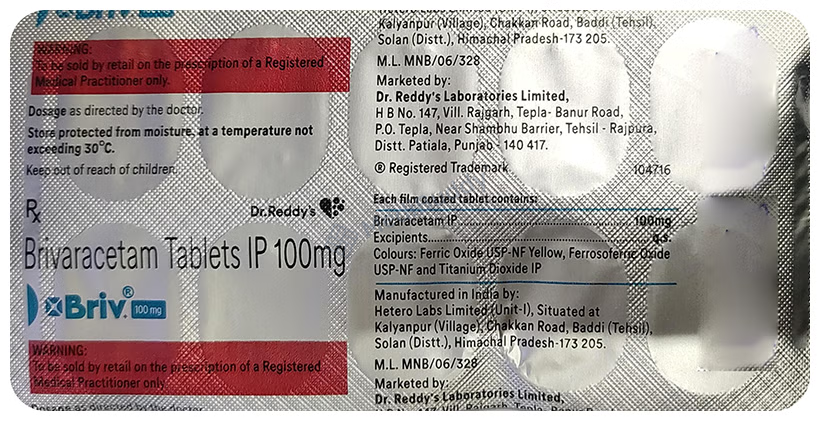 Briv
WARNING:
To be sold by retail on the prescription of a Registered
Medical Practitioner only.
Dosage as directed by the doctor.
Store protected from moisture, at a temperature not
exceeding 30°C.
Keep out of reach of children.
Rx
Dr.Reddy's
Brivaracetam Tablets IP 100mg
Briv.® 100 mg
WARNING:
To be sold by retail on the prescription of a Registered
Medical Practitioner only
Dosage as directed by the doctor
Kalyanpur (Village), Chakkan Road, Baddi (Tehsil),
Solan (Distt.), Himachal Pradesh-173 205.
M.L. MNB/06/328
Marketed by:
Dr. Reddy's Laboratories Limited,
H B No. 147, Vill. Rajgarh, Tepla- Banur Road,
P.O. Tepla, Near Shambhu Barrier, Tehsil - Rajpura,
Distt. Patiala, Punjab - 140 417.
® Registered Trademark 104716
Each film coated tablet contains:
Brivaracetam IP.......................................100mg
Excipients..................................................q.s.
Colours: Ferric Oxide USP-NF Yellow, Ferrosoferric Oxide
USP-NF and Titanium Dioxide IP
Manufactured in India by:
Hetero Labs Limited (Unit-I), Situated at
Kalyanpur (Village), Chakkan Road, Baddi (Tehsil),
Solan (Distt.), Himachal Pradesh-173 205.
M.L. MNB/06/328
Marketed by:
Dr. Reddy's Laboratories Limited,